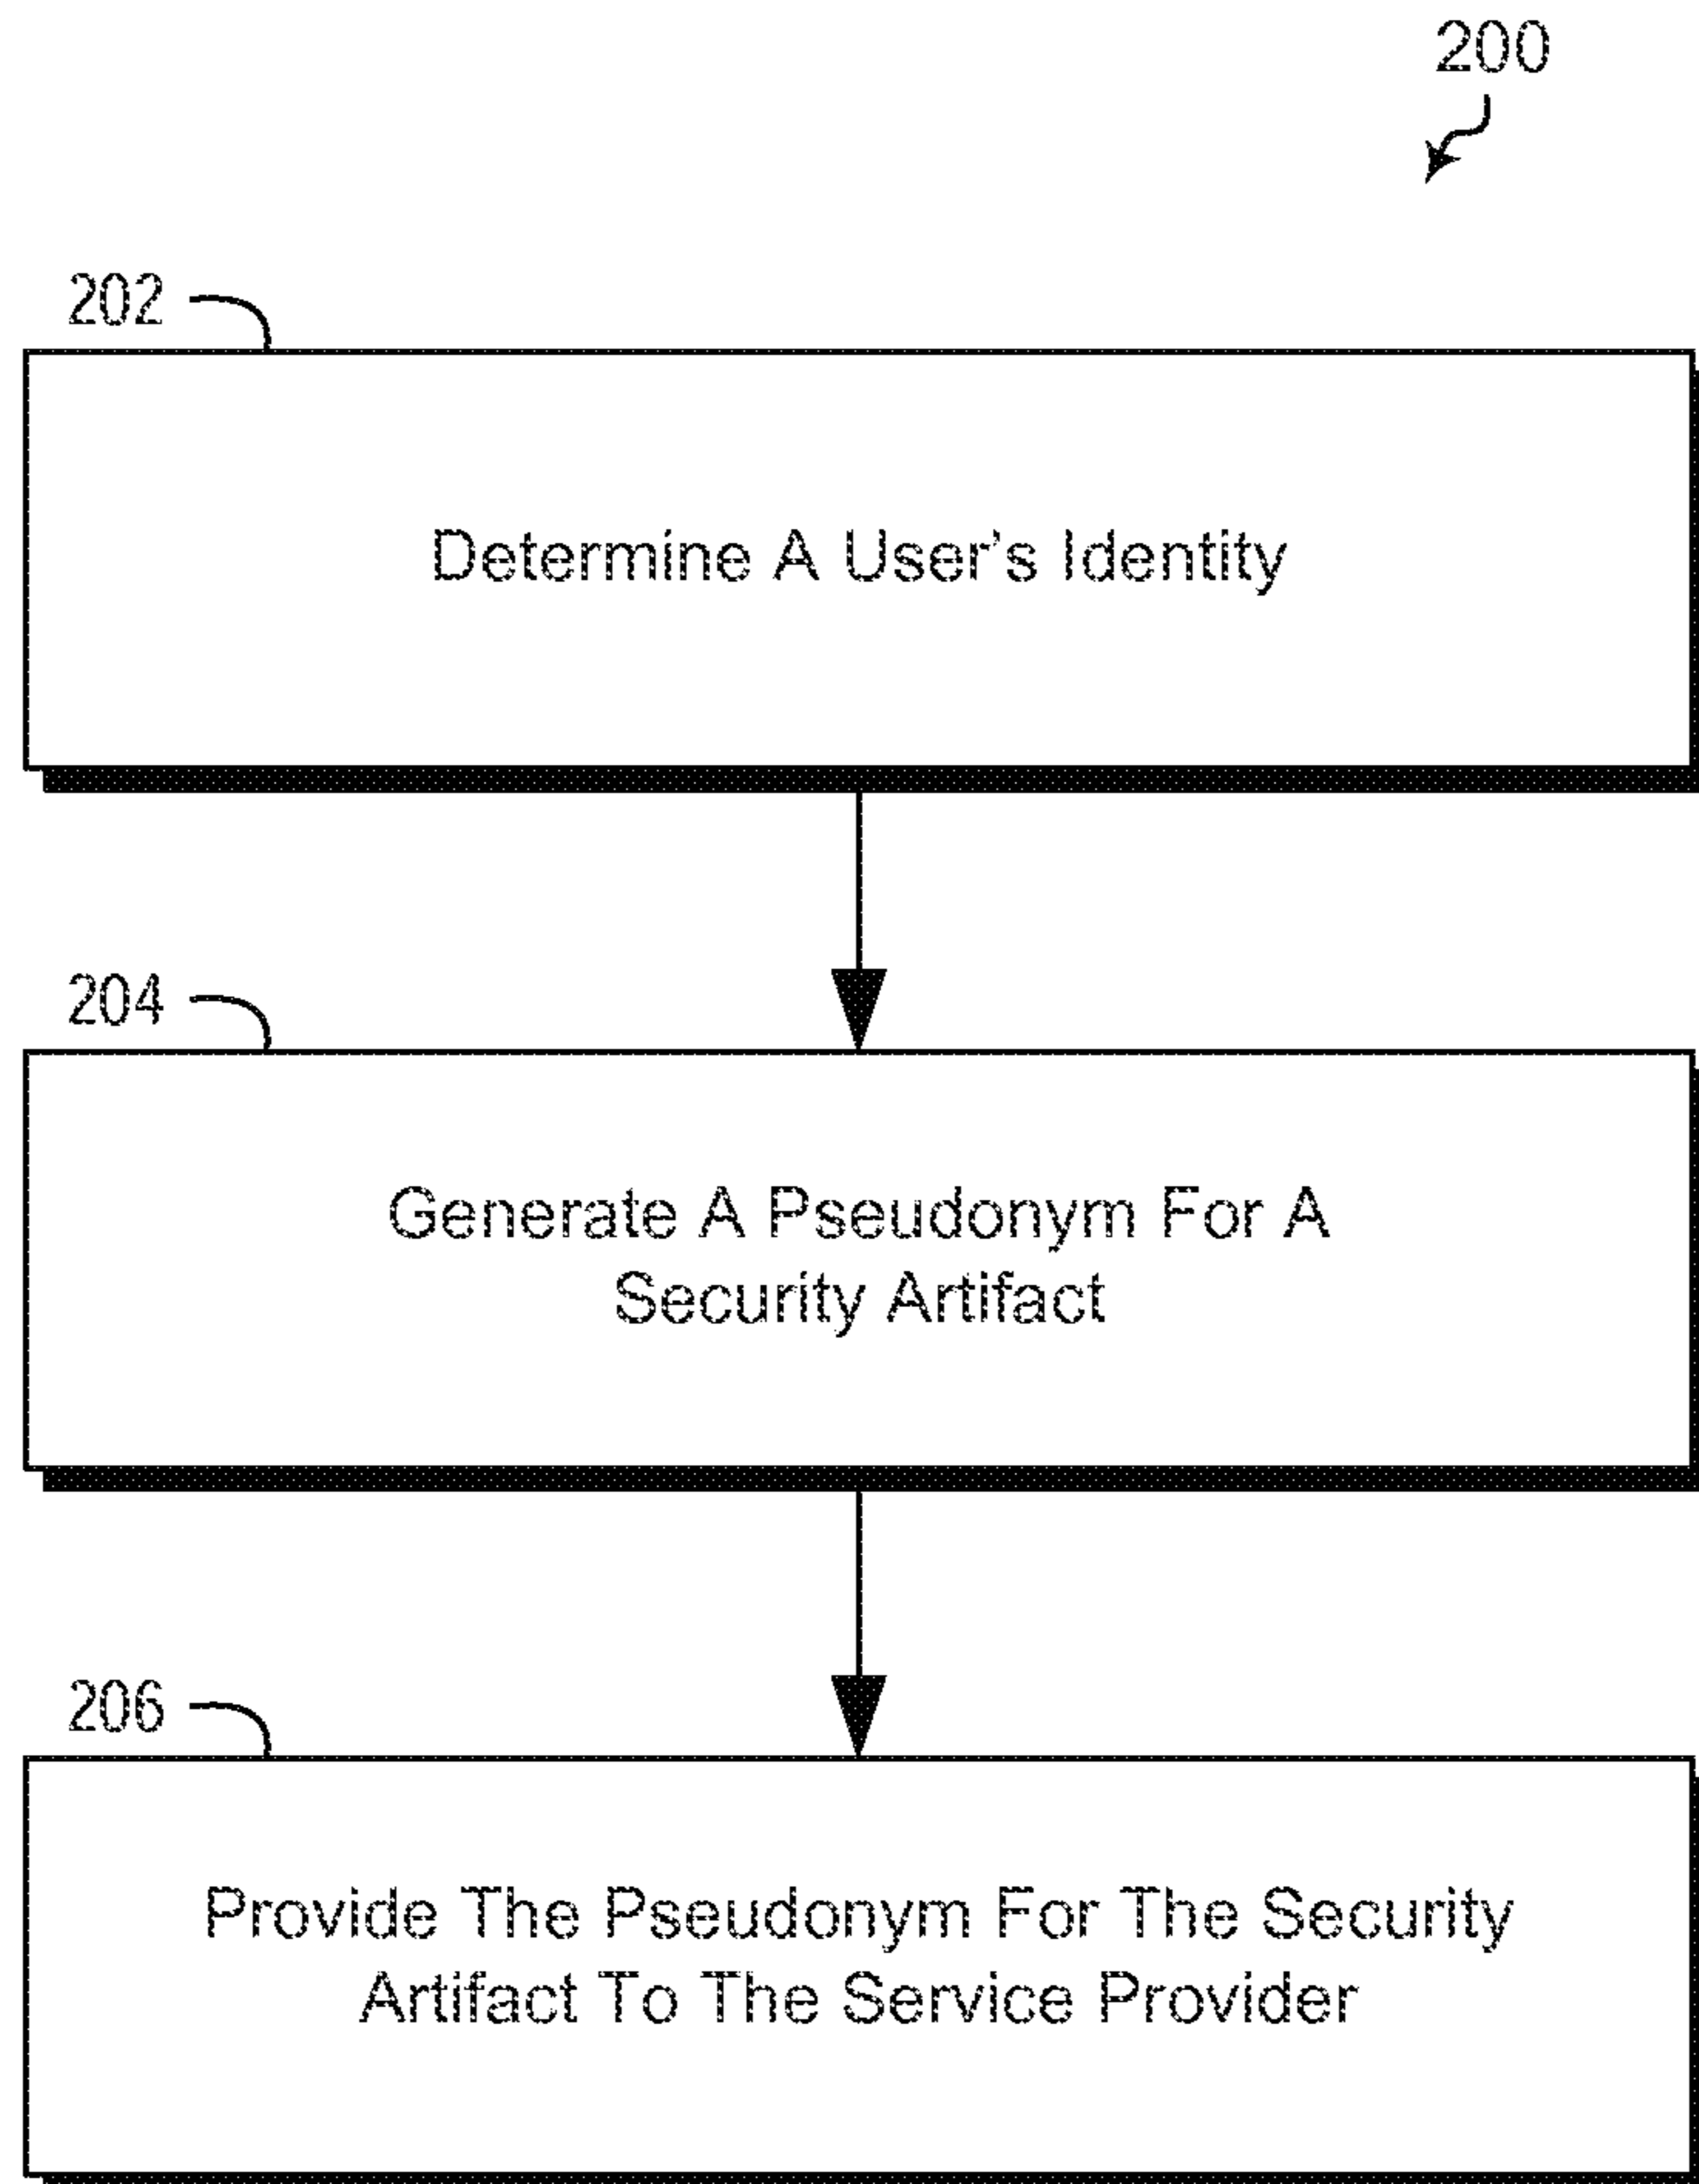 200
202
Determine A User's Identity
204
Generate A Pseudonym For A
Security Artifact
206
Provide The Pseudonym For The Security
Artifact To The Service Provider